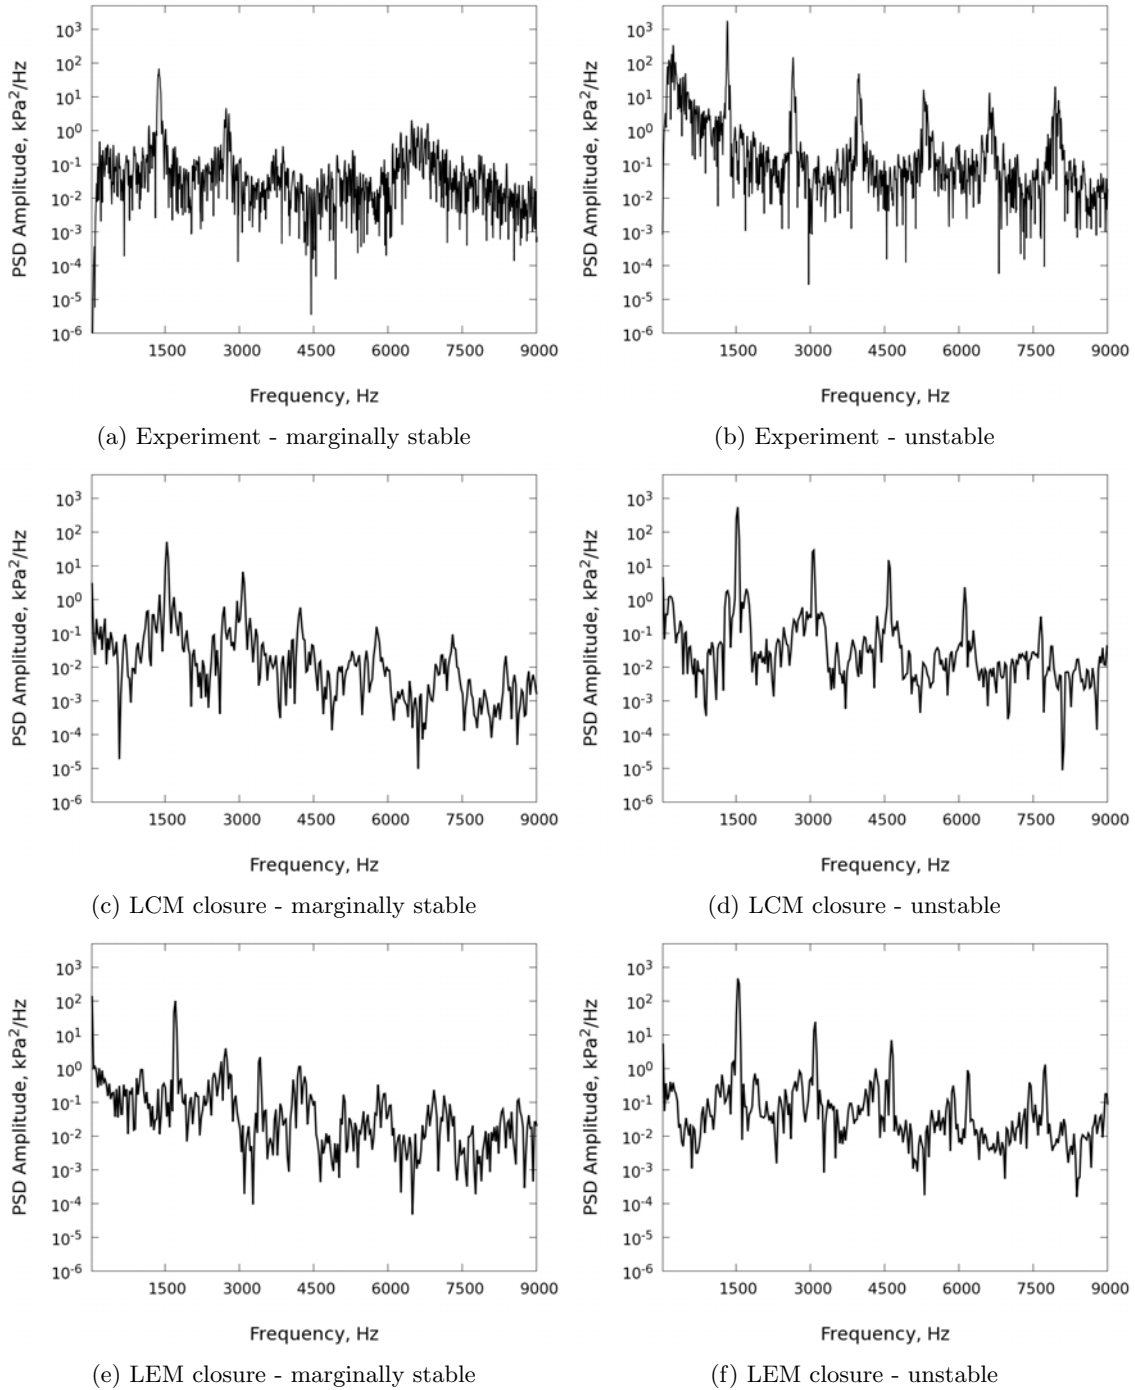 PSD Amplitude, kPa²/Hz
10³
10²
10¹
10⁰
10⁻¹
10⁻²
10⁻³
10⁻⁴
10⁻⁵
10⁻⁶
1500 3000 4500 6000 7500 9000
Frequency, Hz
(a) Experiment - marginally stable
PSD Amplitude, kPa²/Hz
10³
10²
10¹
10⁰
10⁻¹
10⁻²
10⁻³
10⁻⁴
10⁻⁵
10⁻⁶
1500 3000 4500 6000 7500 9000
Frequency, Hz
(b) Experiment - unstable
PSD Amplitude, kPa²/Hz
10³
10²
10¹
10⁰
10⁻¹
10⁻²
10⁻³
10⁻⁴
10⁻⁵
10⁻⁶
1500 3000 4500 6000 7500 9000
Frequency, Hz
(c) LCM closure - marginally stable
PSD Amplitude, kPa²/Hz
10³
10²
10¹
10⁰
10⁻¹
10⁻²
10⁻³
10⁻⁴
10⁻⁵
10⁻⁶
1500 3000 4500 6000 7500 9000
Frequency, Hz
(d) LCM closure - unstable
PSD Amplitude, kPa²/Hz
10³
10²
10¹
10⁰
10⁻¹
10⁻²
10⁻³
10⁻⁴
10⁻⁵
10⁻⁶
1500 3000 4500 6000 7500 9000
Frequency, Hz
(e) LEM closure - marginally stable
PSD Amplitude, kPa²/Hz
10³
10²
10¹
10⁰
10⁻¹
10⁻²
10⁻³
10⁻⁴
10⁻⁵
10⁻⁶
1500 3000 4500 6000 7500 9000
Frequency, Hz
(f) LEM closure - unstable